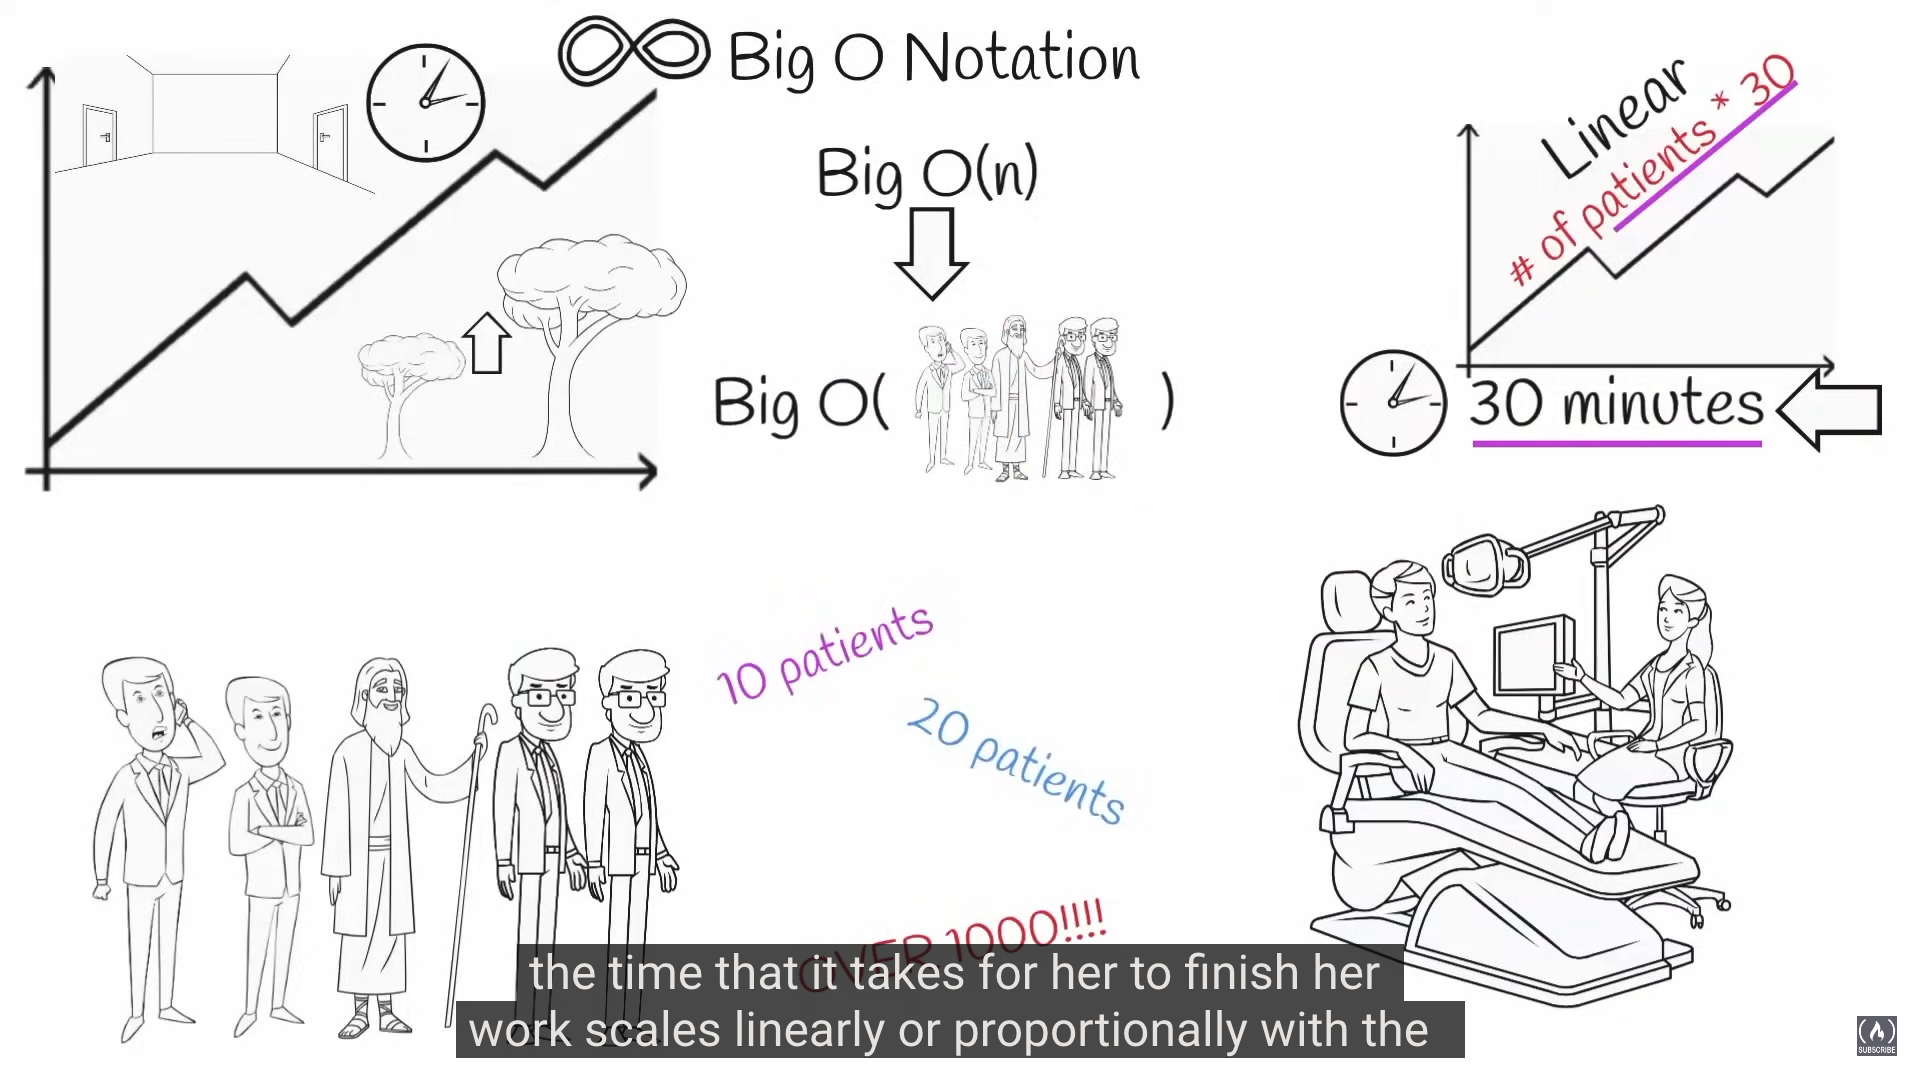 Big O Notation
Big O(n)
Big O( )
Linear
# of patients * 30
30 minutes
10 patients
20 patients
OVER 1000!!!!
the time that it takes for her to finish her
work scales linearly or proportionally with the
SUBSCRIBE